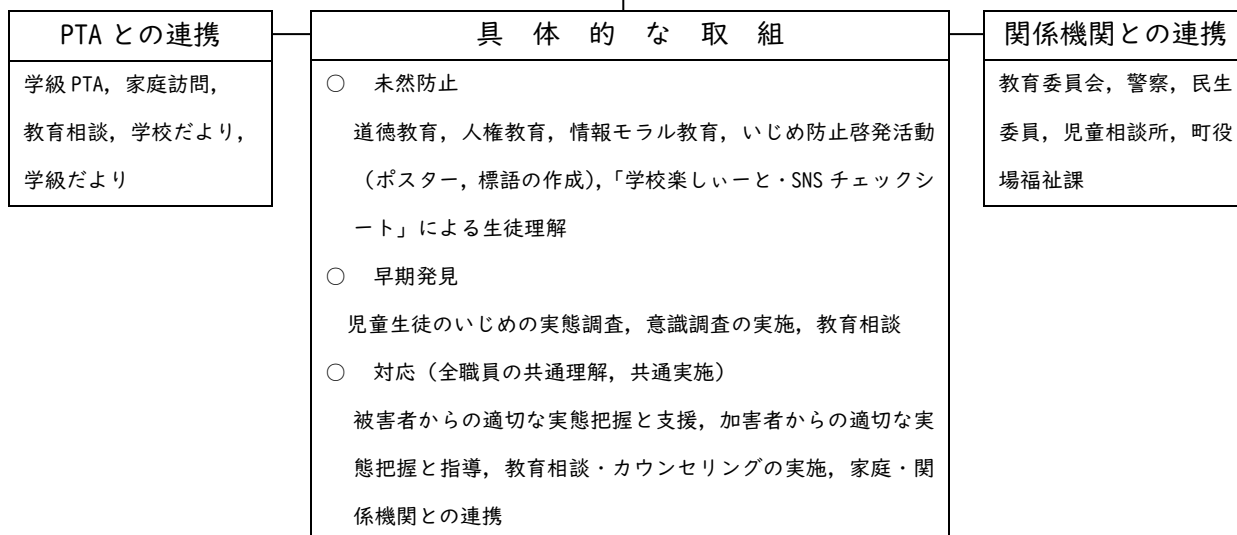 PTA との連携
学級 PTA，家庭訪問，
教育相談，学校だより，
学級だより
具 体 的 な 取 組
○ 未然防止
道徳教育，人権教育，情報モラル教育，いじめ防止啓発活動
（ポスター，標語の作成），「学校楽しぃーと・SNS チェックシ
ート」による生徒理解
○ 早期発見
児童生徒のいじめの実態調査，意識調査の実施，教育相談
○ 対応（全職員の共通理解，共通実施）
被害者からの適切な実態把握と支援，加害者からの適切な実
態把握と指導，教育相談・カウンセリングの実施，家庭・関
係機関との連携
関係機関との連携
教育委員会，警察，民生
委員，児童相談所，町役
場福祉課